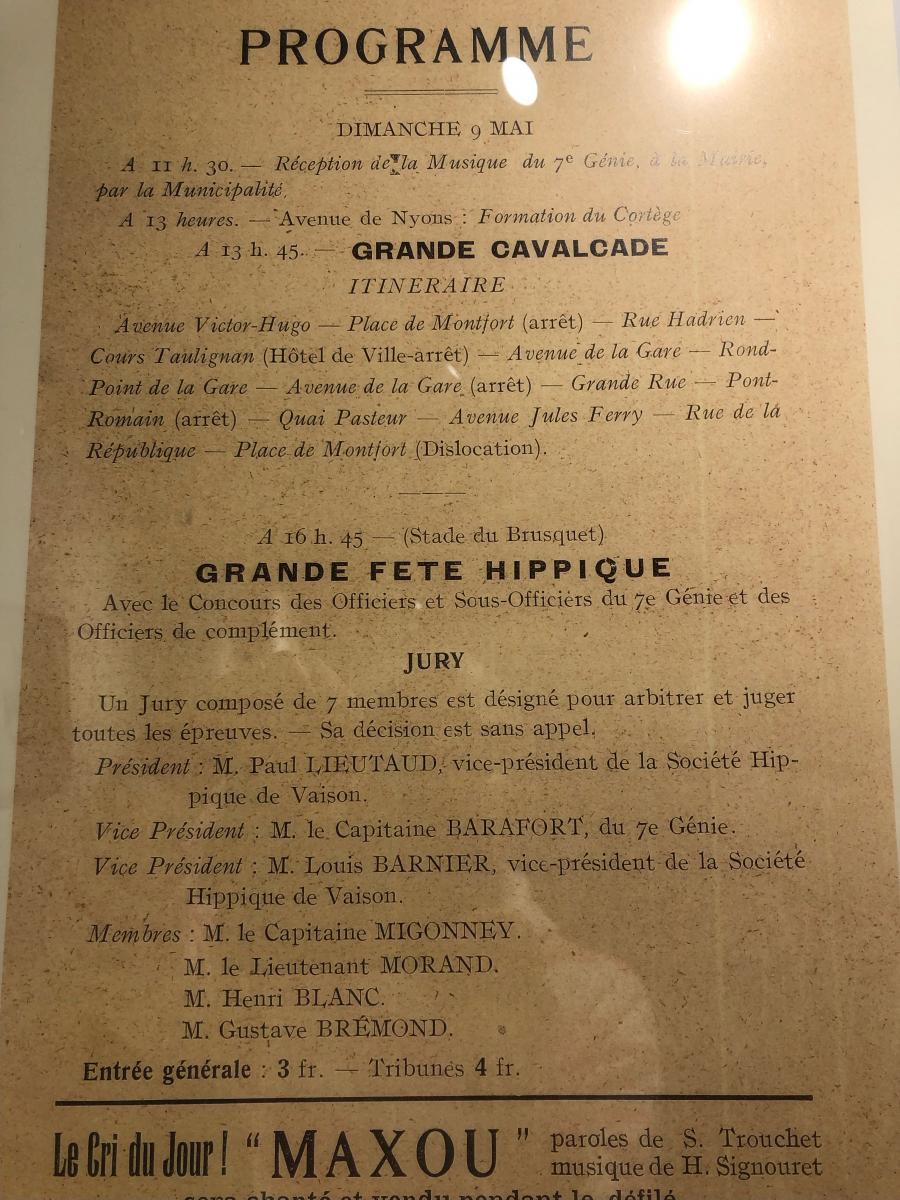 PROGRAMME
DIMANCHE 9 MAI
A 11 h. 30. — Réception de la Musique du 7e Génie, à la Mairie,
par la Municipalité.
A 13 heures. — Avenue de Nyons : Formation du Cortège
A 13 h. 45. — GRANDE CAVALCADE
ITINERAIRE
Avenue Victor-Hugo — Place de Montfort (arrêt) — Rue Hadrien —
Cours Taulignan (Hôtel de Ville-arrêt) — Avenue de la Gare — Rond-
Point de la Gare — Avenue de la Gare (arrêt) — Grande Rue — Pont-
Romain (arrêt) — Quai Pasteur — Avenue Jules Ferry — Rue de la
République — Place de Montfort (Dislocation).
A 16 h. 45 — (Stade du Brusquet)
GRANDE FETE HIPPIQUE
Avec le Concours des Officiers et Sous-Officiers du 7e Génie et des
Officiers de complément.
JURY
Un Jury composé de 7 membres est désigné pour arbitrer et juger
toutes les épreuves. — Sa décision est sans appel.
Président : M. Paul LIEUTAUD, vice-président de la Société Hip-
pique de Vaison.
Vice Président : M. le Capitaine BARAFORT, du 7e Génie.
Vice Président : M. Louis BARNIER, vice-président de la Société
Hippique de Vaison.
Membres : M. le Capitaine MIGONNEY.
M. le Lieutenant MORAND.
M. Henri BLANC.
M. Gustave BRÉMOND.
Entrée générale : 3 fr. — Tribunes 4 fr.
Le Cri du Jour ! " MAXOU " paroles de S. Trouchet
musique de H. Signouret
sera chanté et vendu pendant le défilé